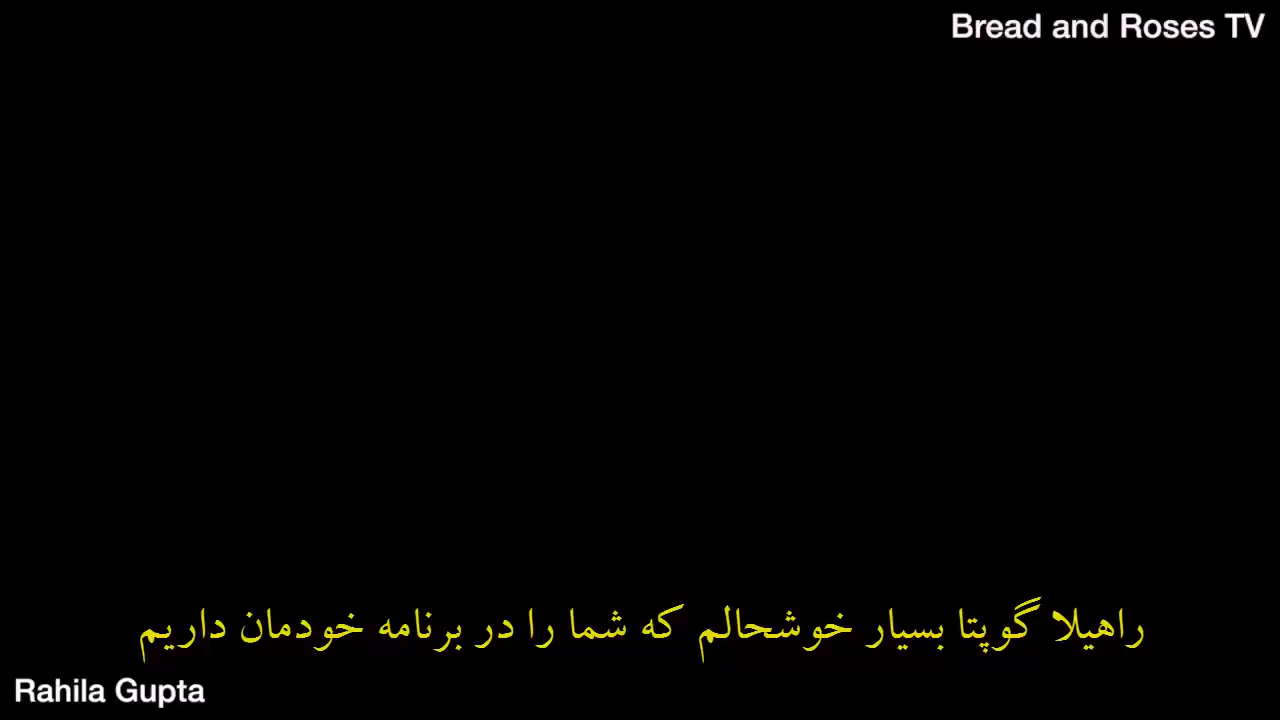 Bread and Roses TV
راهیلا گوپتا بسیار خوشحالم که شما را در برنامه خودمان داریم
Rahila Gupta